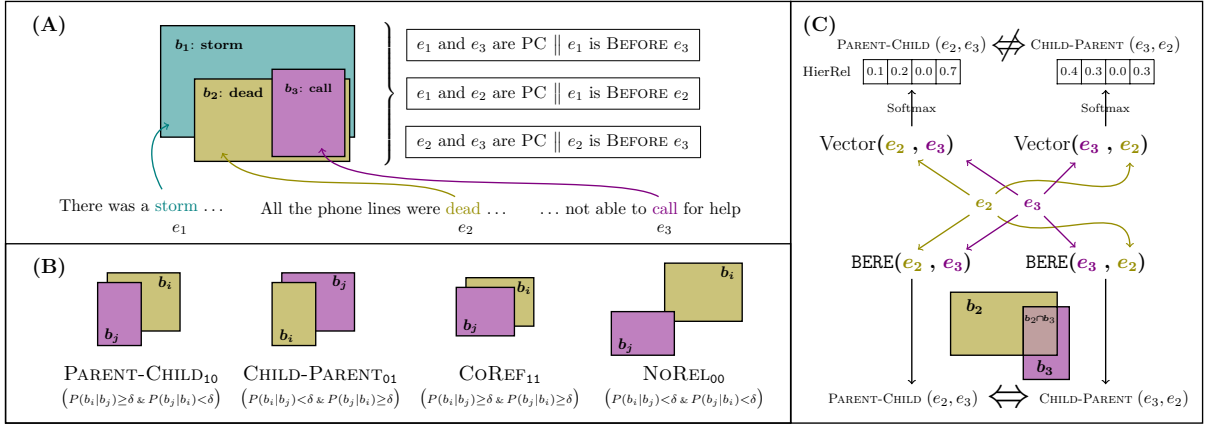 (A)
b₁: storm
b₂: dead
b₃: call
e₁ and e₃ are PC ∥ e₁ is BEFORE e₃
e₁ and e₂ are PC ∥ e₁ is BEFORE e₂
e₂ and e₃ are PC ∥ e₂ is BEFORE e₃
There was a storm ...
e₁
All the phone lines were dead ...
e₂
... not able to call for help
e₃
(B)
bᵢ
bⱼ
PARENT-CHILD₁₀
(P(bᵢ|bⱼ)≥δ & P(bⱼ|bᵢ)<δ)
bⱼ
bᵢ
CHILD-PARENT₀₁
(P(bᵢ|bⱼ)<δ & P(bⱼ|bᵢ)≥δ)
bᵢ
bⱼ
COREF₁₁
(P(bᵢ|bⱼ)≥δ & P(bⱼ|bᵢ)≥δ)
bᵢ
bⱼ
NOREL₀₀
(P(bᵢ|bⱼ)<δ & P(bⱼ|bᵢ)<δ)
(C)
PARENT-CHILD (e₂, e₃) ⇎ CHILD-PARENT (e₃, e₂)
HierRel 0.1 0.2 0.0 0.7 0.4 0.3 0.0 0.3
Softmax Softmax
Vector(e₂ , e₃) Vector(e₃ , e₂)
e₂ e₃
BERE(e₂ , e₃) BERE(e₃ , e₂)
b₂
b₂∩b₃
b₃
PARENT-CHILD (e₂, e₃) ⇔ CHILD-PARENT (e₃, e₂)